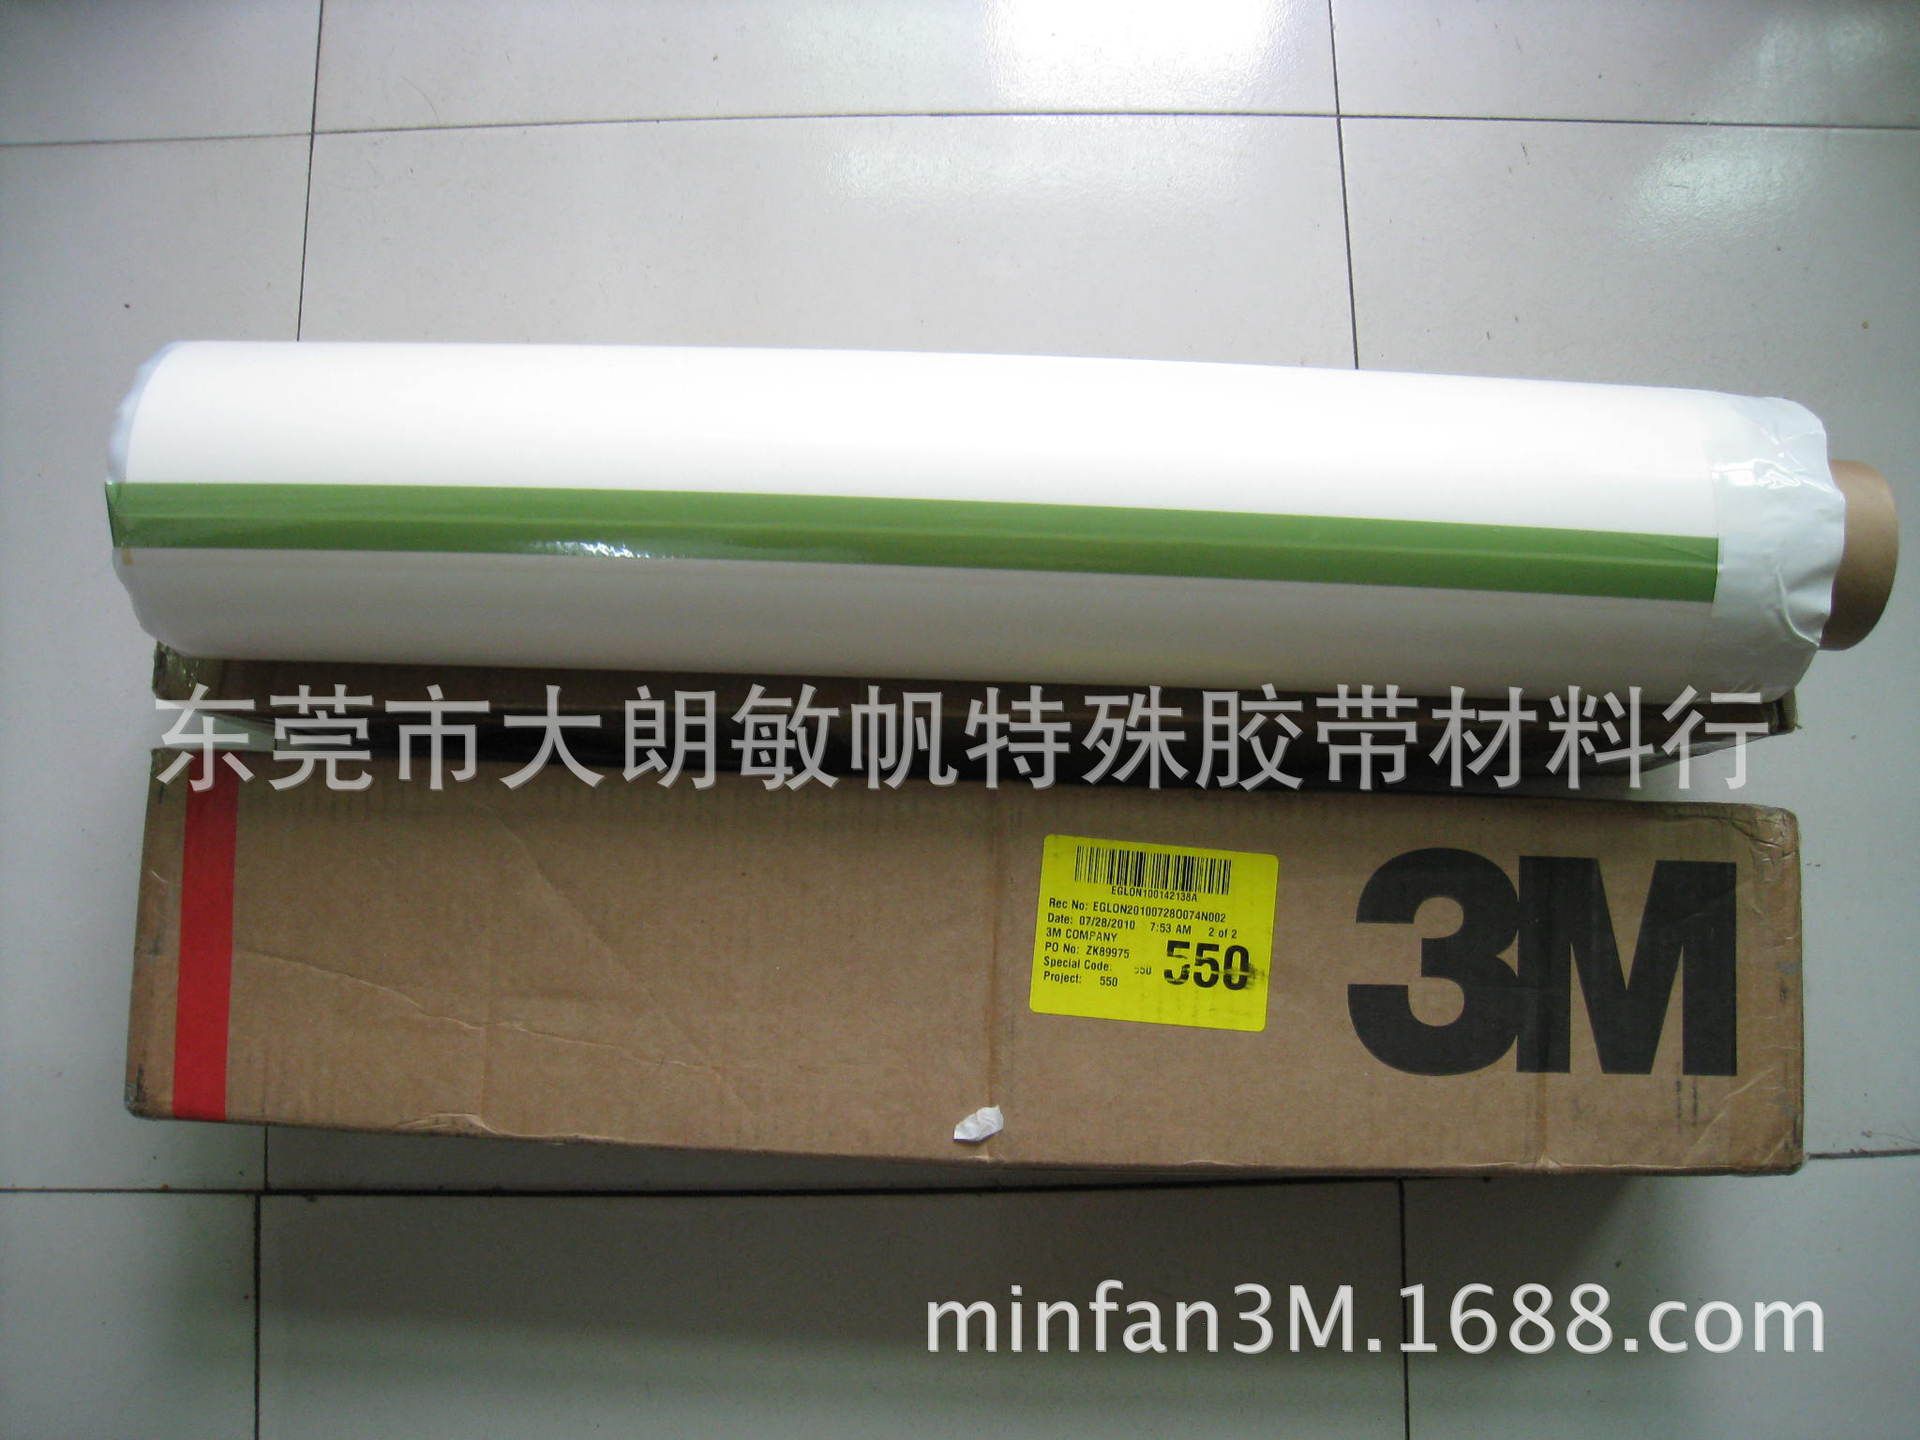 东莞市大朗敏帆特殊胶带材料行
EGLON100142138A
Rec No: EGLON20100728O074N002
Date: 07/28/2010 7:53 AM 2 of 2
3M COMPANY
PO No: ZK89975
Special Code: 550
Project: 550
550
3M
minfan3M.1688.com